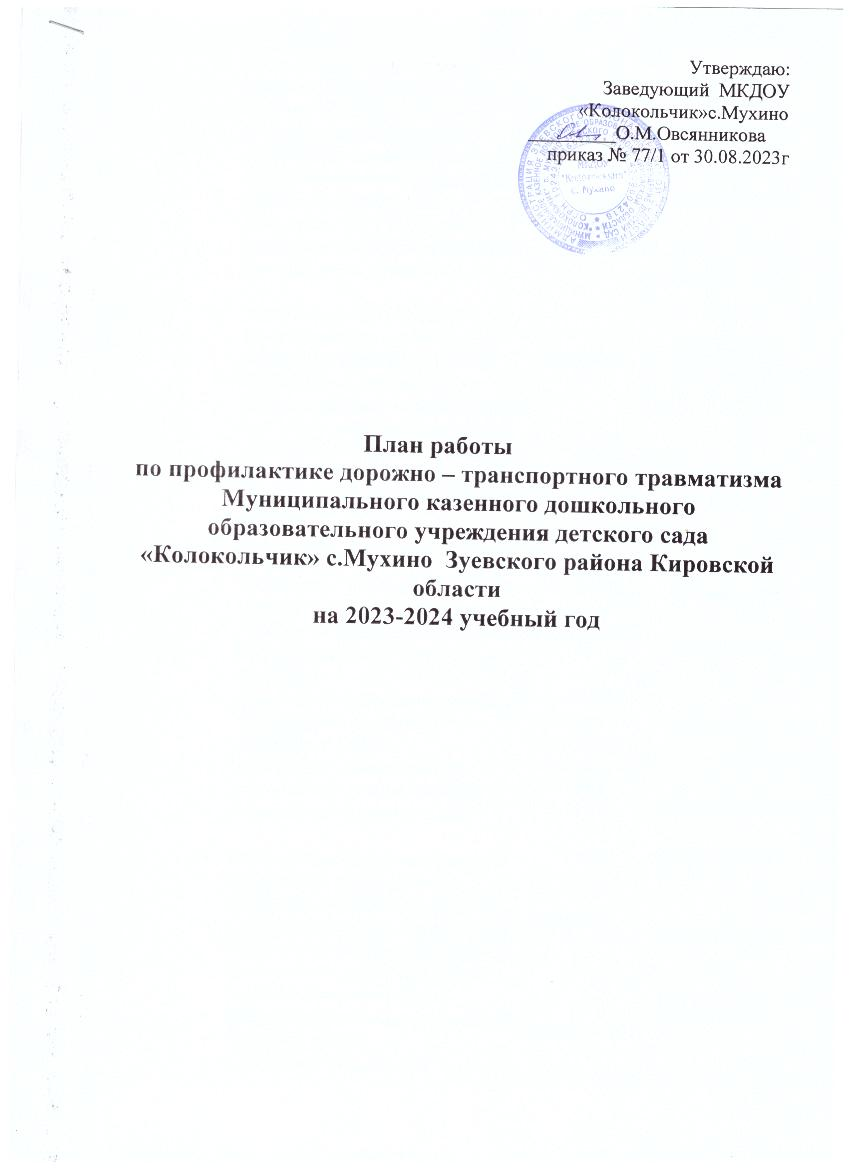 Утверждаю:
Заведующий МКДОУ
«Колокольчик»с.Мухино
__________О.М.Овсянникова
приказ № 77/1 от 30.08.2023г
План работы
по профилактике дорожно – транспортного травматизма
Муниципального казенного дошкольного
образовательного учреждения детского сада
«Колокольчик» с.Мухино Зуевского района Кировской
области
на 2023-2024 учебный год